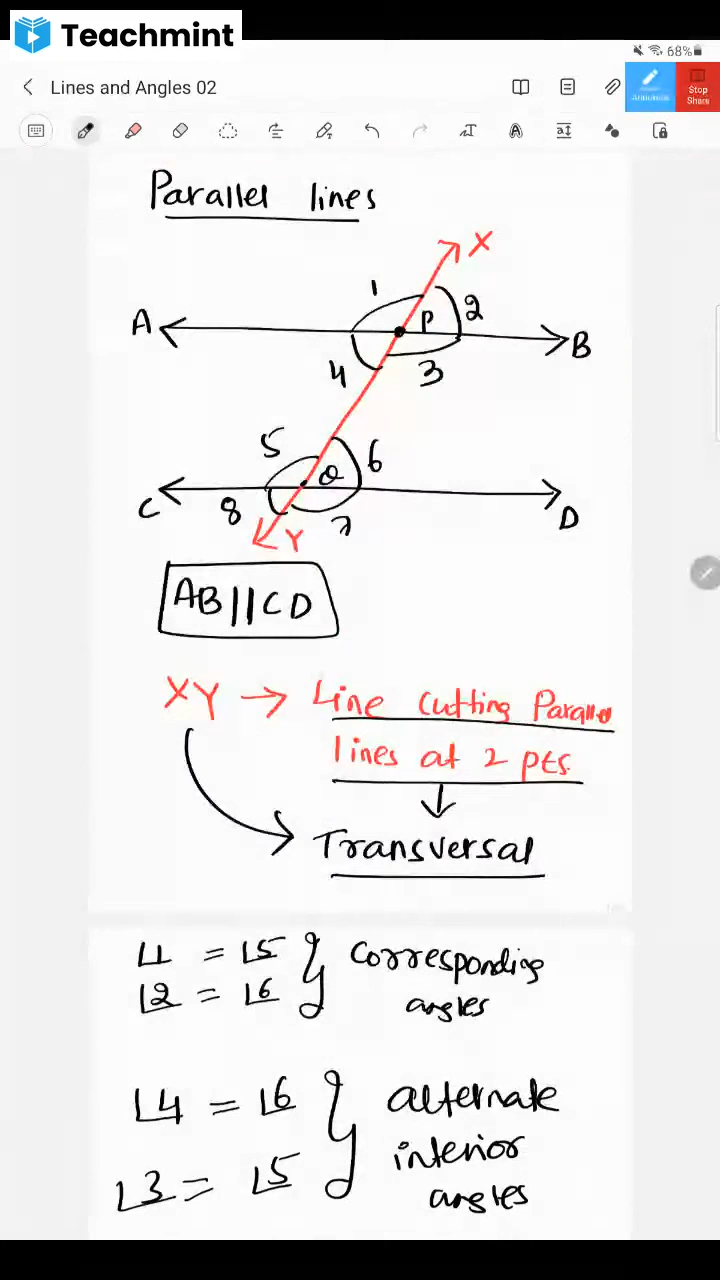 Teachmint
68%
Lines and Angles 02
Stop
Share
Parallel lines
X
1
2
A
P
B
4
3
5
6
Q
C
8
7
D
Y
AB||CD
XY → Line cutting Parallel
lines at 2 pts.
Transversal
∠1 = ∠5
∠2 = ∠6
corresponding
angles
∠4 = ∠6
∠3 = ∠5
alternate
interior
angles